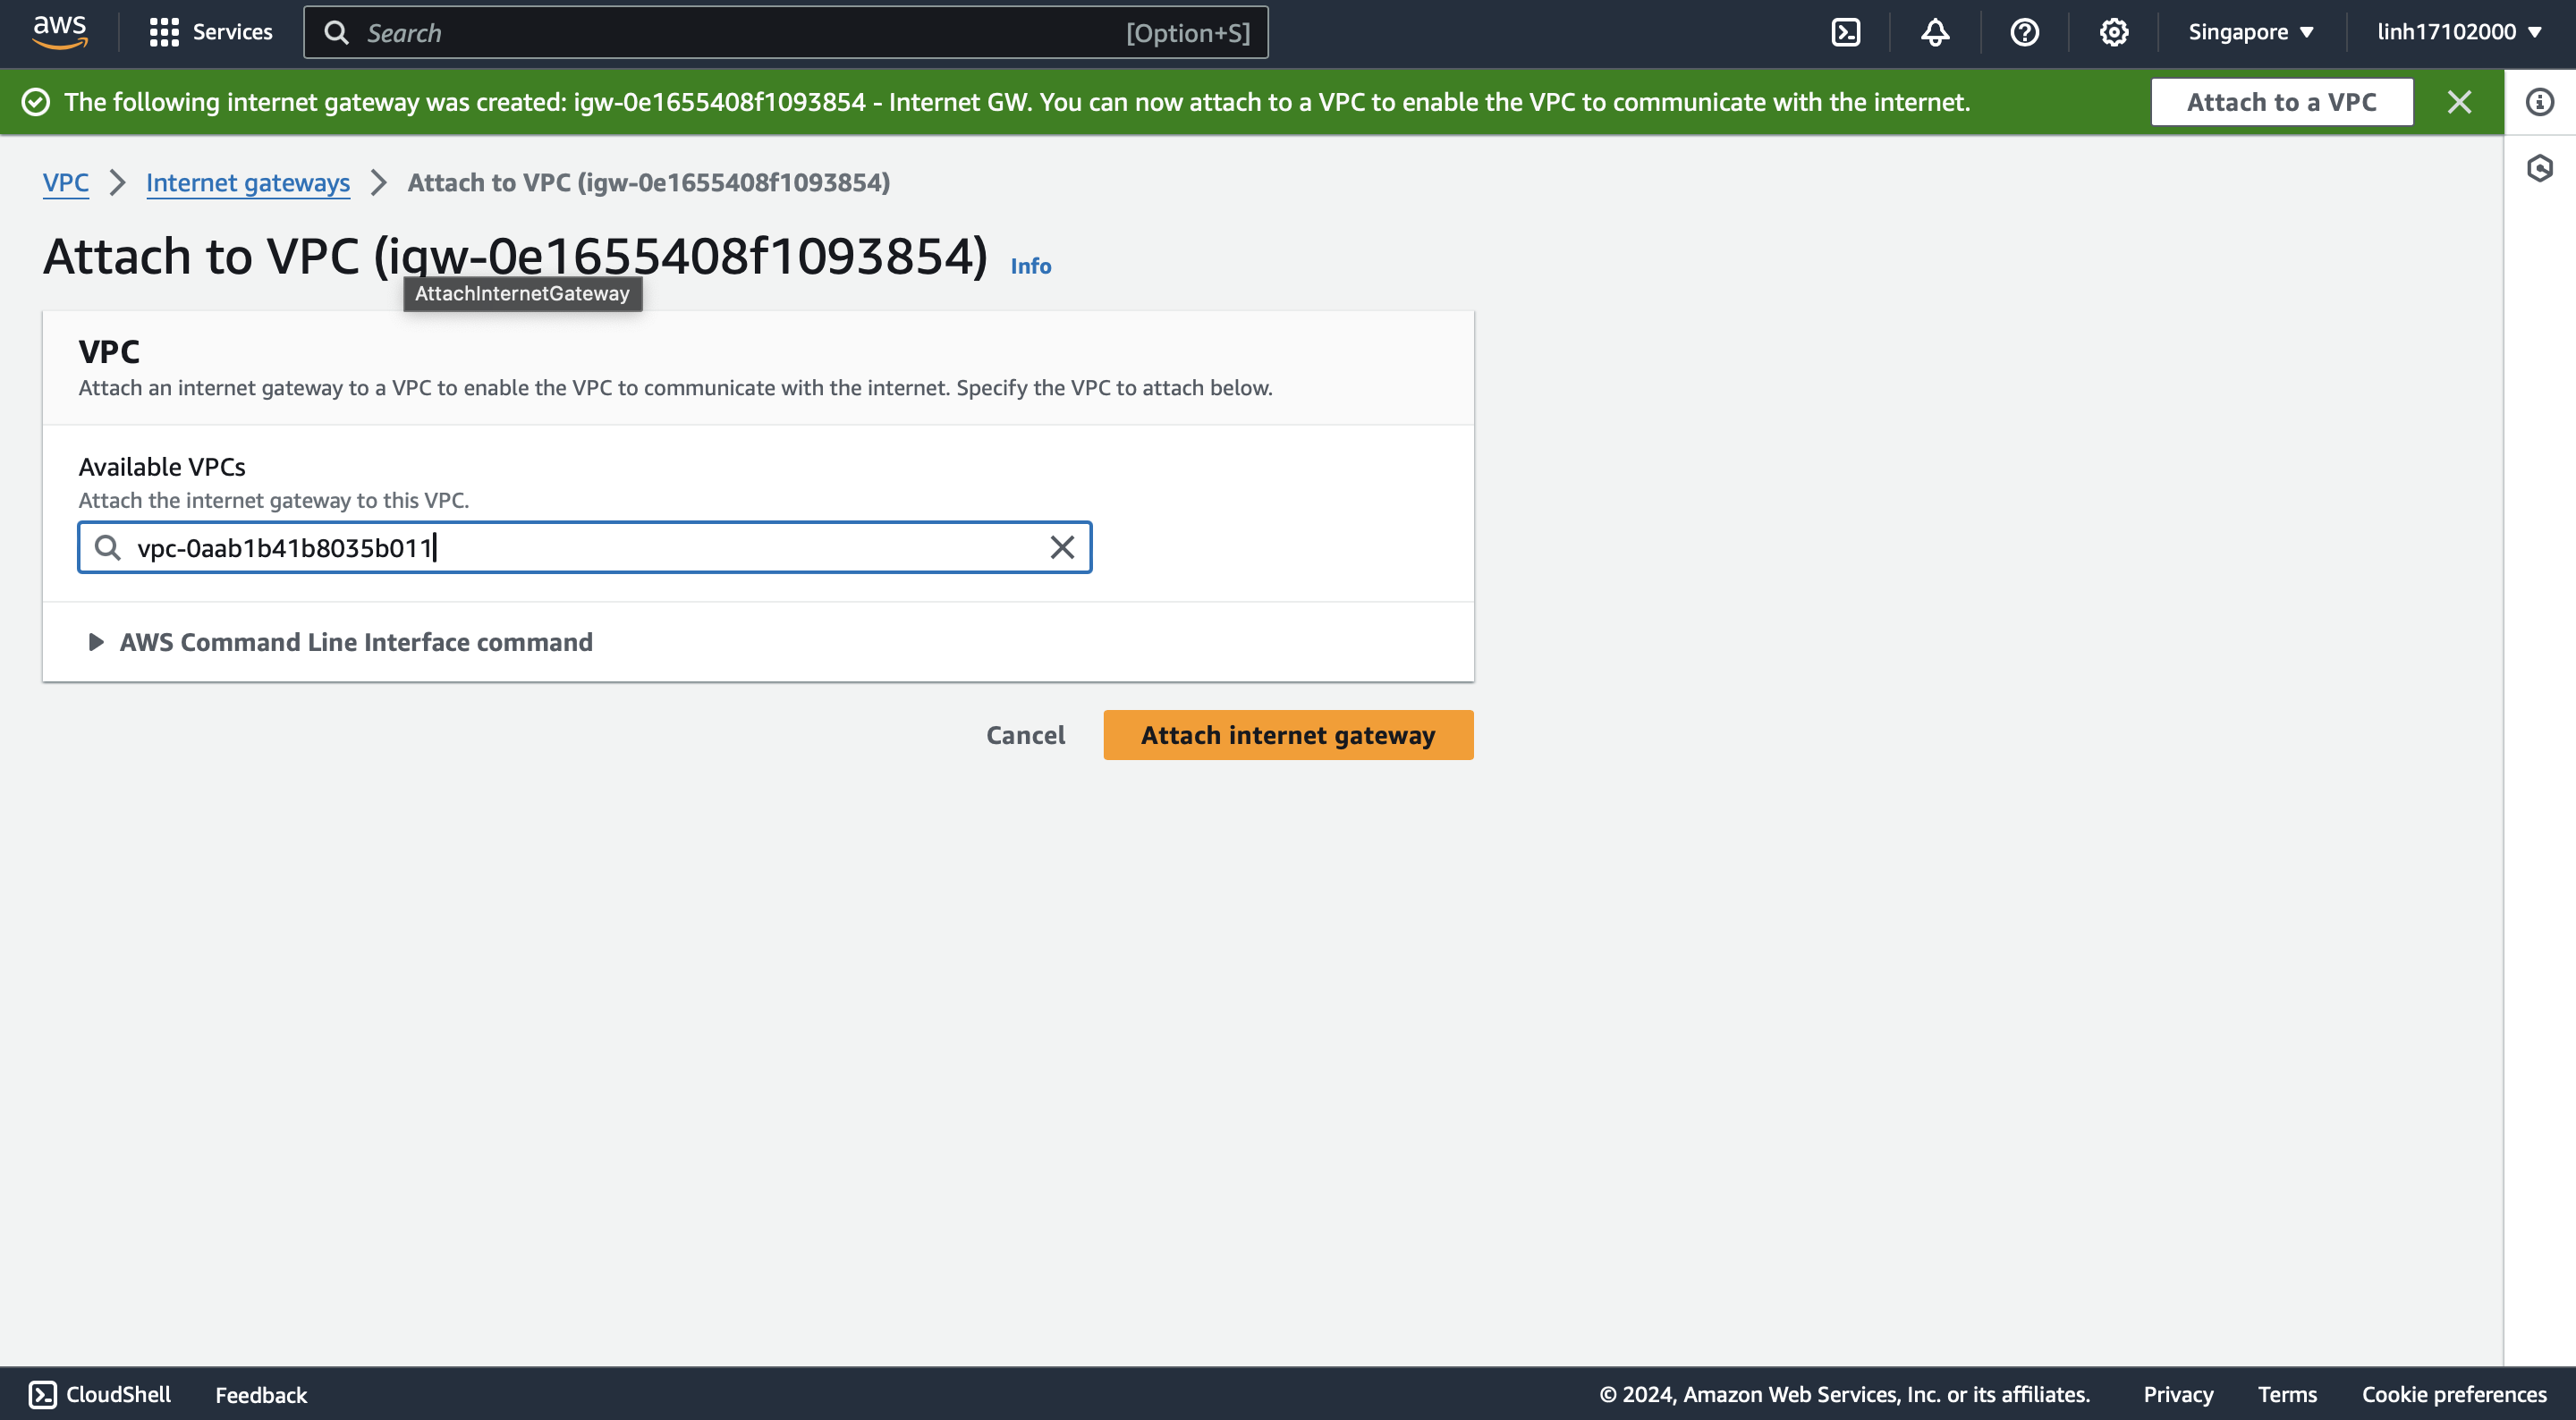 aws
Services
Search
[Option+S]
Singapore
linh17102000
The following internet gateway was created: igw-0e1655408f1093854 - Internet GW. You can now attach to a VPC to enable the VPC to communicate with the internet.
Attach to a VPC
VPC
Internet gateways
Attach to VPC (igw-0e1655408f1093854)
Attach to VPC (igw-0e1655408f1093854)
Info
AttachInternetGateway
VPC
Attach an internet gateway to a VPC to enable the VPC to communicate with the internet. Specify the VPC to attach below.
Available VPCs
Attach the internet gateway to this VPC.
vpc-0aab1b41b8035b011
AWS Command Line Interface command
Cancel
Attach internet gateway
CloudShell
Feedback
© 2024, Amazon Web Services, Inc. or its affiliates.
Privacy
Terms
Cookie preferences